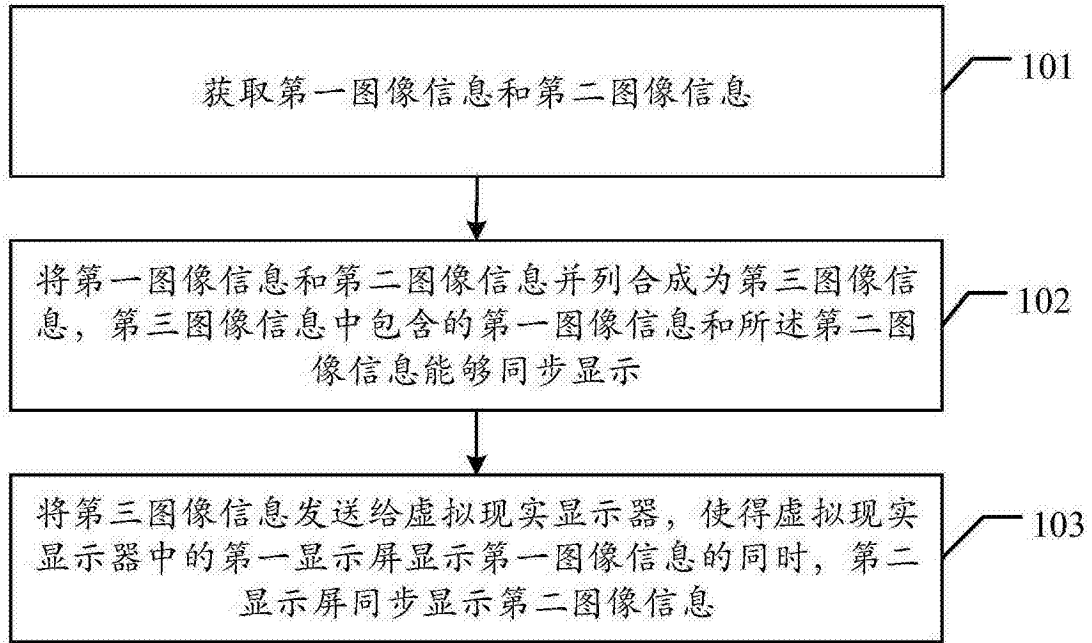 获取第一图像信息和第二图像信息
101
将第一图像信息和第二图像信息并列合成为第三图像信
息，第三图像信息中包含的第一图像信息和所述第二图
像信息能够同步显示
102
将第三图像信息发送给虚拟现实显示器，使得虚拟现实
显示器中的第一显示屏显示第一图像信息的同时，第二
显示屏同步显示第二图像信息
103